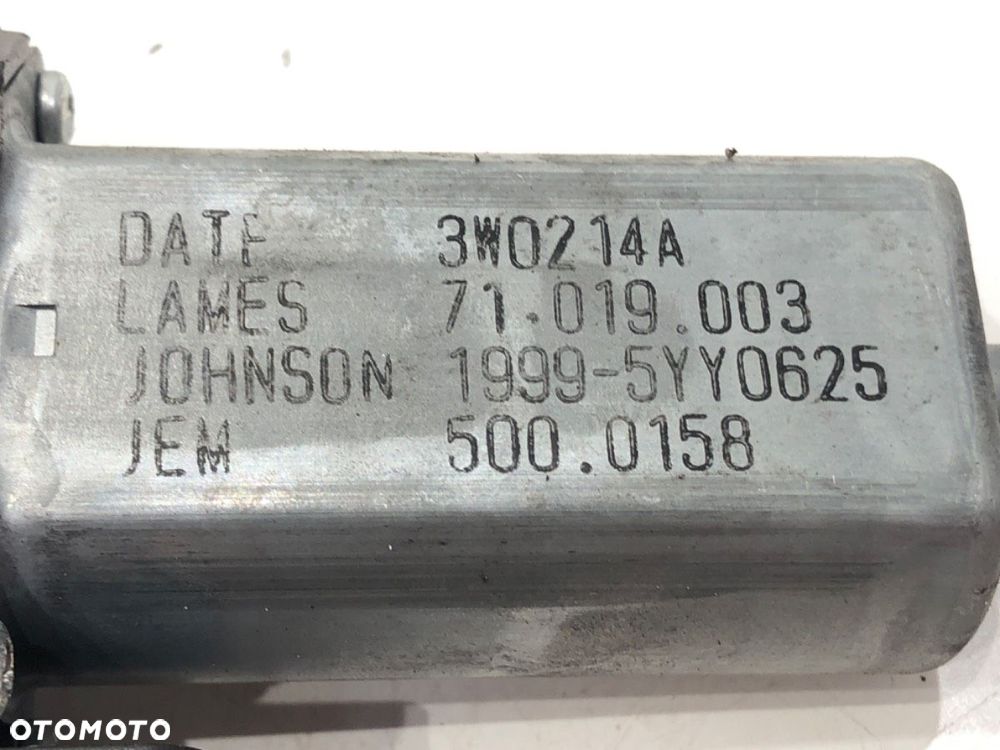 DATE 3W0214A
LAMES 71.019.003
JOHNSON 1999-5YY0625
JEM 500.0158
OTOMOTO